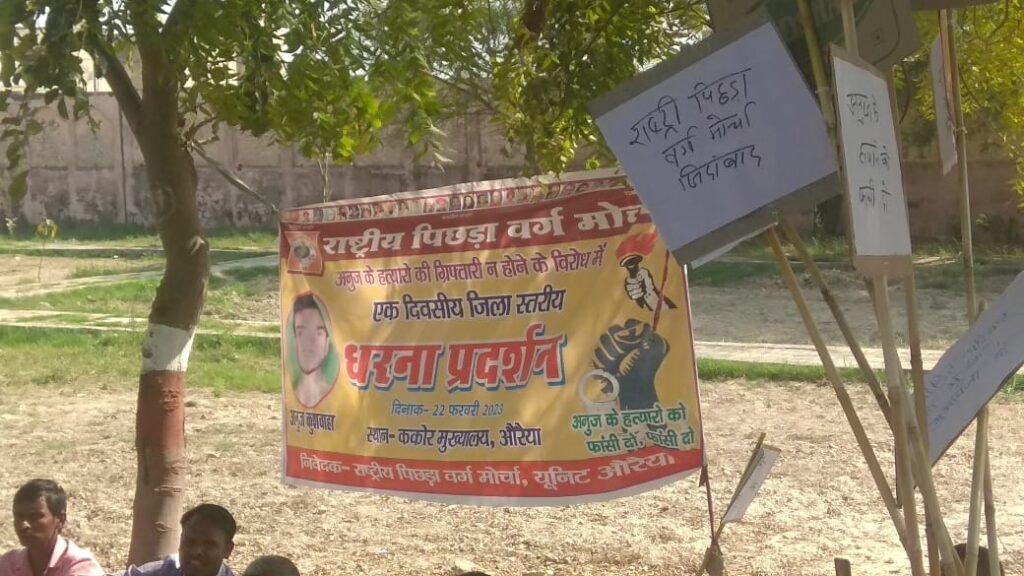 राष्ट्रीय पिछड़ा वर्ग मोर्चा
अनुज के हत्यारो की ग्रिफ्तारी न होने के विरोध में
एक दिवसीय जिला स्तरीय
धरना प्रदर्शन
दिनाक- 22 फरवरी 2023
स्थान- ककोर मुख्यालय, औरैया
अनुज कुशवाहा
अनुज के हत्यारो को
फांसी दो, फाँसी दो
निवेदक- राष्ट्रीय पिछड़ा वर्ग मोर्चा, यूनिट औरैया
राष्ट्री पिछड़ा
वर्ग मोर्चा
जिदांबाद